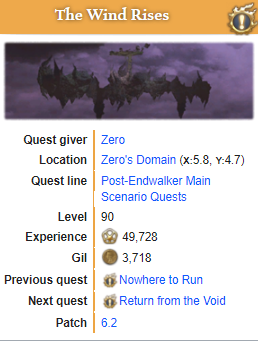 The Wind Rises
Quest giver Zero
Location Zero's Domain (X:5.8, Y:4.7)
Quest line Post-Endwalker Main
Scenario Quests
Level 90
Experience 49,728
Gil 3,718
Previous quest Nowhere to Run
Next quest Return from the Void
Patch 6.2